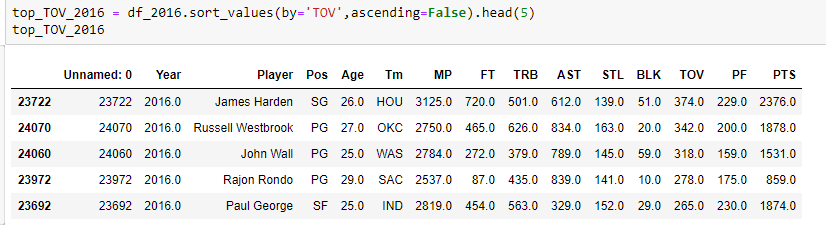 top_TOV_2016 = df_2016.sort_values(by='TOV',ascending=False).head(5)
top_TOV_2016
Unnamed: 0 Year Player Pos Age Tm MP FT TRB AST STL BLK TOV PF PTS
23722 23722 2016.0 James Harden SG 26.0 HOU 3125.0 720.0 501.0 612.0 139.0 51.0 374.0 229.0 2376.0
24070 24070 2016.0 Russell Westbrook PG 27.0 OKC 2750.0 465.0 626.0 834.0 163.0 20.0 342.0 200.0 1878.0
24060 24060 2016.0 John Wall PG 25.0 WAS 2784.0 272.0 379.0 789.0 145.0 59.0 318.0 159.0 1531.0
23972 23972 2016.0 Rajon Rondo PG 29.0 SAC 2537.0 87.0 435.0 839.0 141.0 10.0 278.0 175.0 859.0
23692 23692 2016.0 Paul George SF 25.0 IND 2819.0 454.0 563.0 329.0 152.0 29.0 265.0 230.0 1874.0